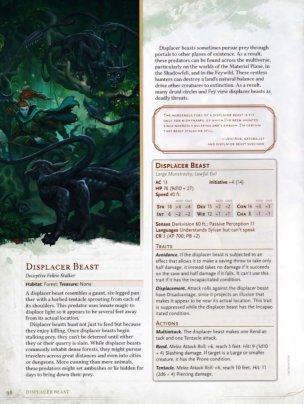 Displacer beasts sometimes pursue prey through
portals to other planes of existence. As a result,
these predators can be found across the multiverse,
particularly on the worlds of the Material Plane, in
the Shadowfell, and in the Feywild. These restless
hunters can destroy a land's natural balance and
drive other creatures to extinction. As a result,
many druid circles and Fey view displacer beasts as
deadly threats.
Displacer Beast
Large Monstrosity, Lawful Evil
AC 13 Initiative +4 (14)
HP 76 (9d10 + 27)
Speed 40 ft.
Senses Darkvision 60 ft.; Passive Perception 11
Languages Understands Sylvan but can't speak
CR 3 (XP 700; PB +2)
Traits
Avoidance. If the displacer beast is subjected to an
effect that allows it to make a saving throw to take only
half damage, it instead takes no damage if it succeeds
on the save and half damage if it fails. It can't use this
trait if it has the Incapacitated condition.
Displacement. Attack rolls against the displacer beast
have Disadvantage, since it projects an illusion that
makes it appear to be near its actual location. This trait
is suppressed while the displacer beast has the Incapaci-
tated condition.
Actions
Multiattack. The displacer beast makes one Rend at-
tack and one Tentacle attack.
Rend. Melee Attack Roll: +6, reach 5 feet. Hit: 9 (1d10
+ 4) Slashing damage. If target is a Large or smaller
creature, it has the Prone condition.
Tentacle. Melee Attack Roll: +6, reach 10 feet. Hit: 11
(2d6 + 4) Piercing damage.
Displacer Beast
Deceptive Feline Stalker
Habitat: Forest; Treasure: None
A displacer beast resembles a gaunt, six-legged pan-
ther with a barbed tentacle sprouting from each of
its shoulders. This predator uses innate magic to
displace light so it appears to be several feet away
from its actual location.
Displacer beasts hunt not just to feed but because
they enjoy killing. Once displacer beasts begin
stalking prey, they can't be deterred until either
they or their quarry is slain. While displacer beasts
commonly inhabit dense forests, they might pursue
travelers across great distances and even into cities
or dungeons. More cunning than mere animals,
these predators might set ambushes or lie hidden for
days to bring down their prey.
98 DISPLACER BEAST